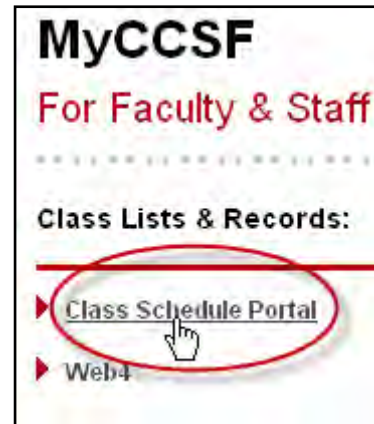 MyCCSF
For Faculty & Staff
Class Lists & Records:
Class Schedule Portal
Web4